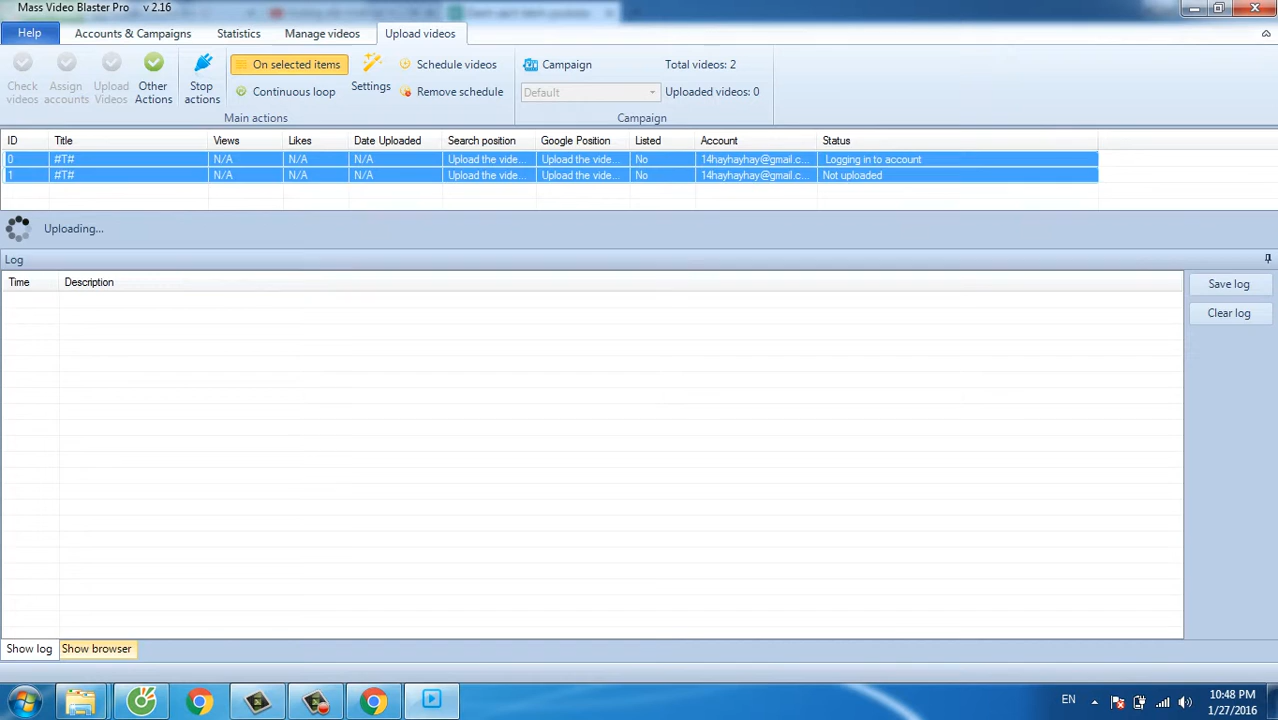 Mass Video Blaster Pro v 2.16
Help Accounts & Campaigns Statistics Manage videos Upload videos
Check videos
Assign accounts
Upload Videos
Other Actions
Stop actions
On selected items
Continuous loop
Settings
Schedule videos
Remove schedule
Main actions
Campaign
Default
Total videos: 2
Uploaded videos: 0
Campaign
ID Title Views Likes Date Uploaded Search position Google Position Listed Account Status
0 #T# N/A N/A N/A Upload the vide... Upload the vide... No 14hayhayhay@gmail.c... Logging in to account
1 #T# N/A N/A N/A Upload the vide... Upload the vide... No 14hayhayhay@gmail.c... Not uploaded
Uploading...
Log
Time Description
Save log
Clear log
Show log Show browser
EN
10:48 PM
1/27/2016